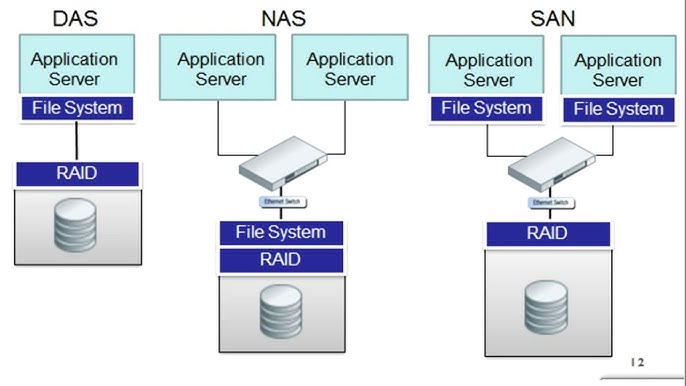 DAS
NAS
SAN
Application
Server
File System
RAID
Application
Server
Application
Server
Ethernet Switch
File System
RAID
Application
Server
File System
Application
Server
File System
Ethernet Switch
RAID
12